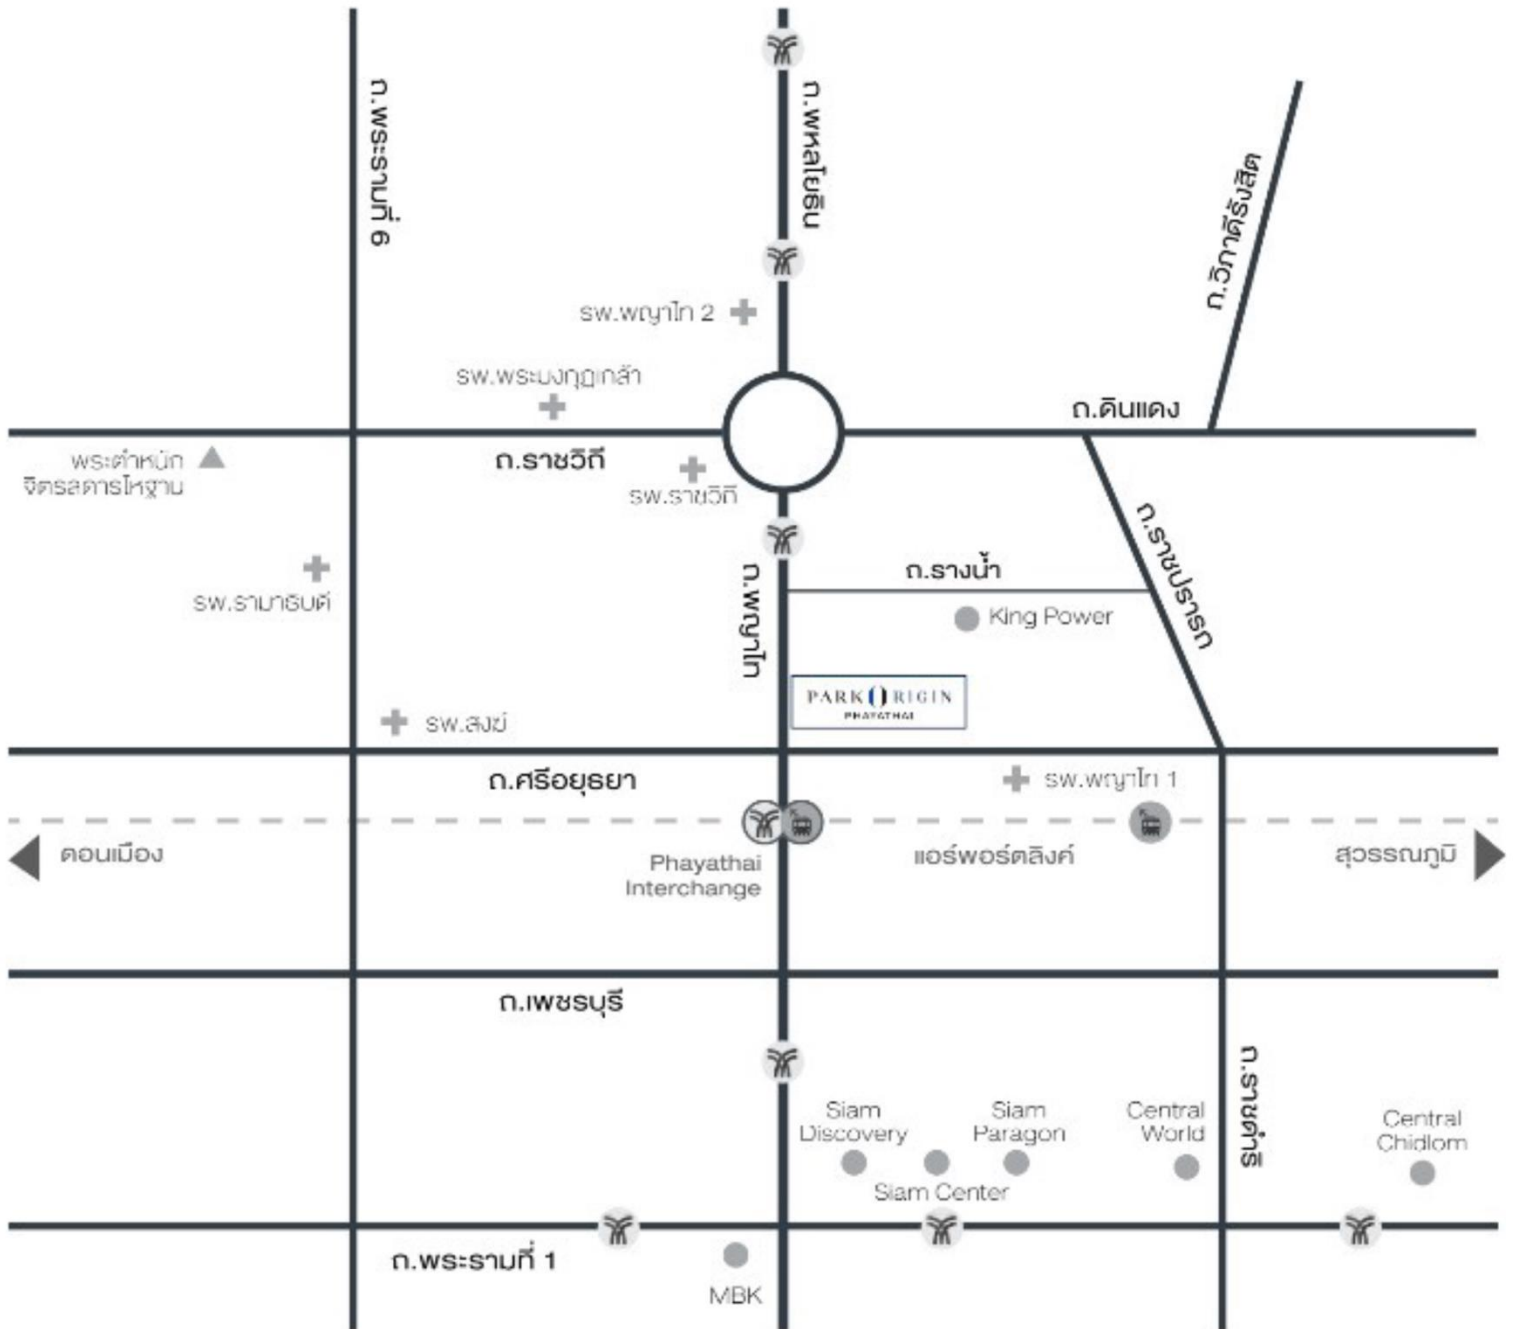 ถ.พระรามที่ 6
ถ.พหลโยธิน
ถ.วิภาดีรังสิต
รพ.พญาไท 2
รพ.พระมงกุฎเกล้า
ถ.ดินแดง
พระตำหนัก
จิตรลดารโหฐาน
ถ.ราชวิถี
รพ.ราชวิถี
ถ.ราชปรารถ
รพ.รามาธิบดี
ถ.พญาไท
ถ.รางน้ำ
King Power
PARK ORIGIN
PHAYATHAI
รพ.สงฆ์
ถ.ศรีอยุธยา
รพ.พญาไท 1
ดอนเมือง
Phayathai
Interchange
แอร์พอร์ตลิงค์
สุวรรณภูมิ
ถ.เพชรบุรี
ถ.ราชดำริ
Siam
Discovery
Siam
Paragon
Central
World
Central
Chidlom
Siam Center
ถ.พระรามที่ 1
MBK